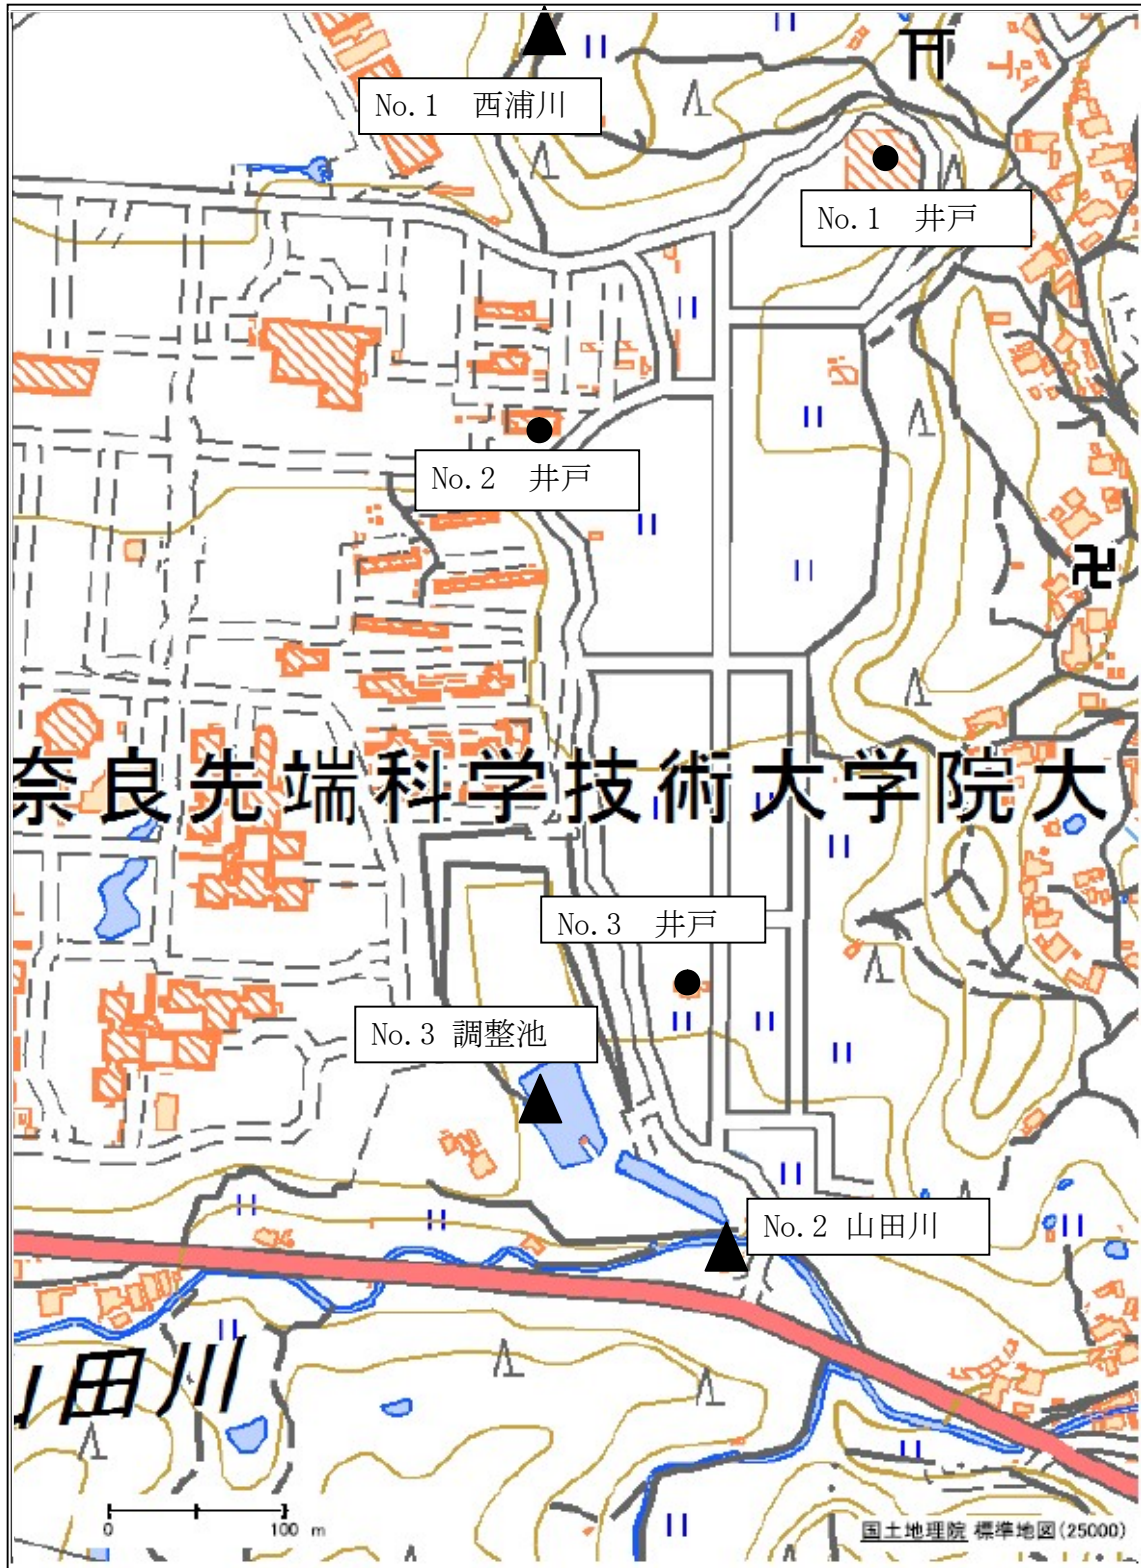 No.1　西浦川
No.1　井戸
No.2　井戸
奈良先端科学技術大学院大
No.3　井戸
No.3 調整池
No.2 山田川
山田川
0　100 m
国土地理院 標準地図(25000)